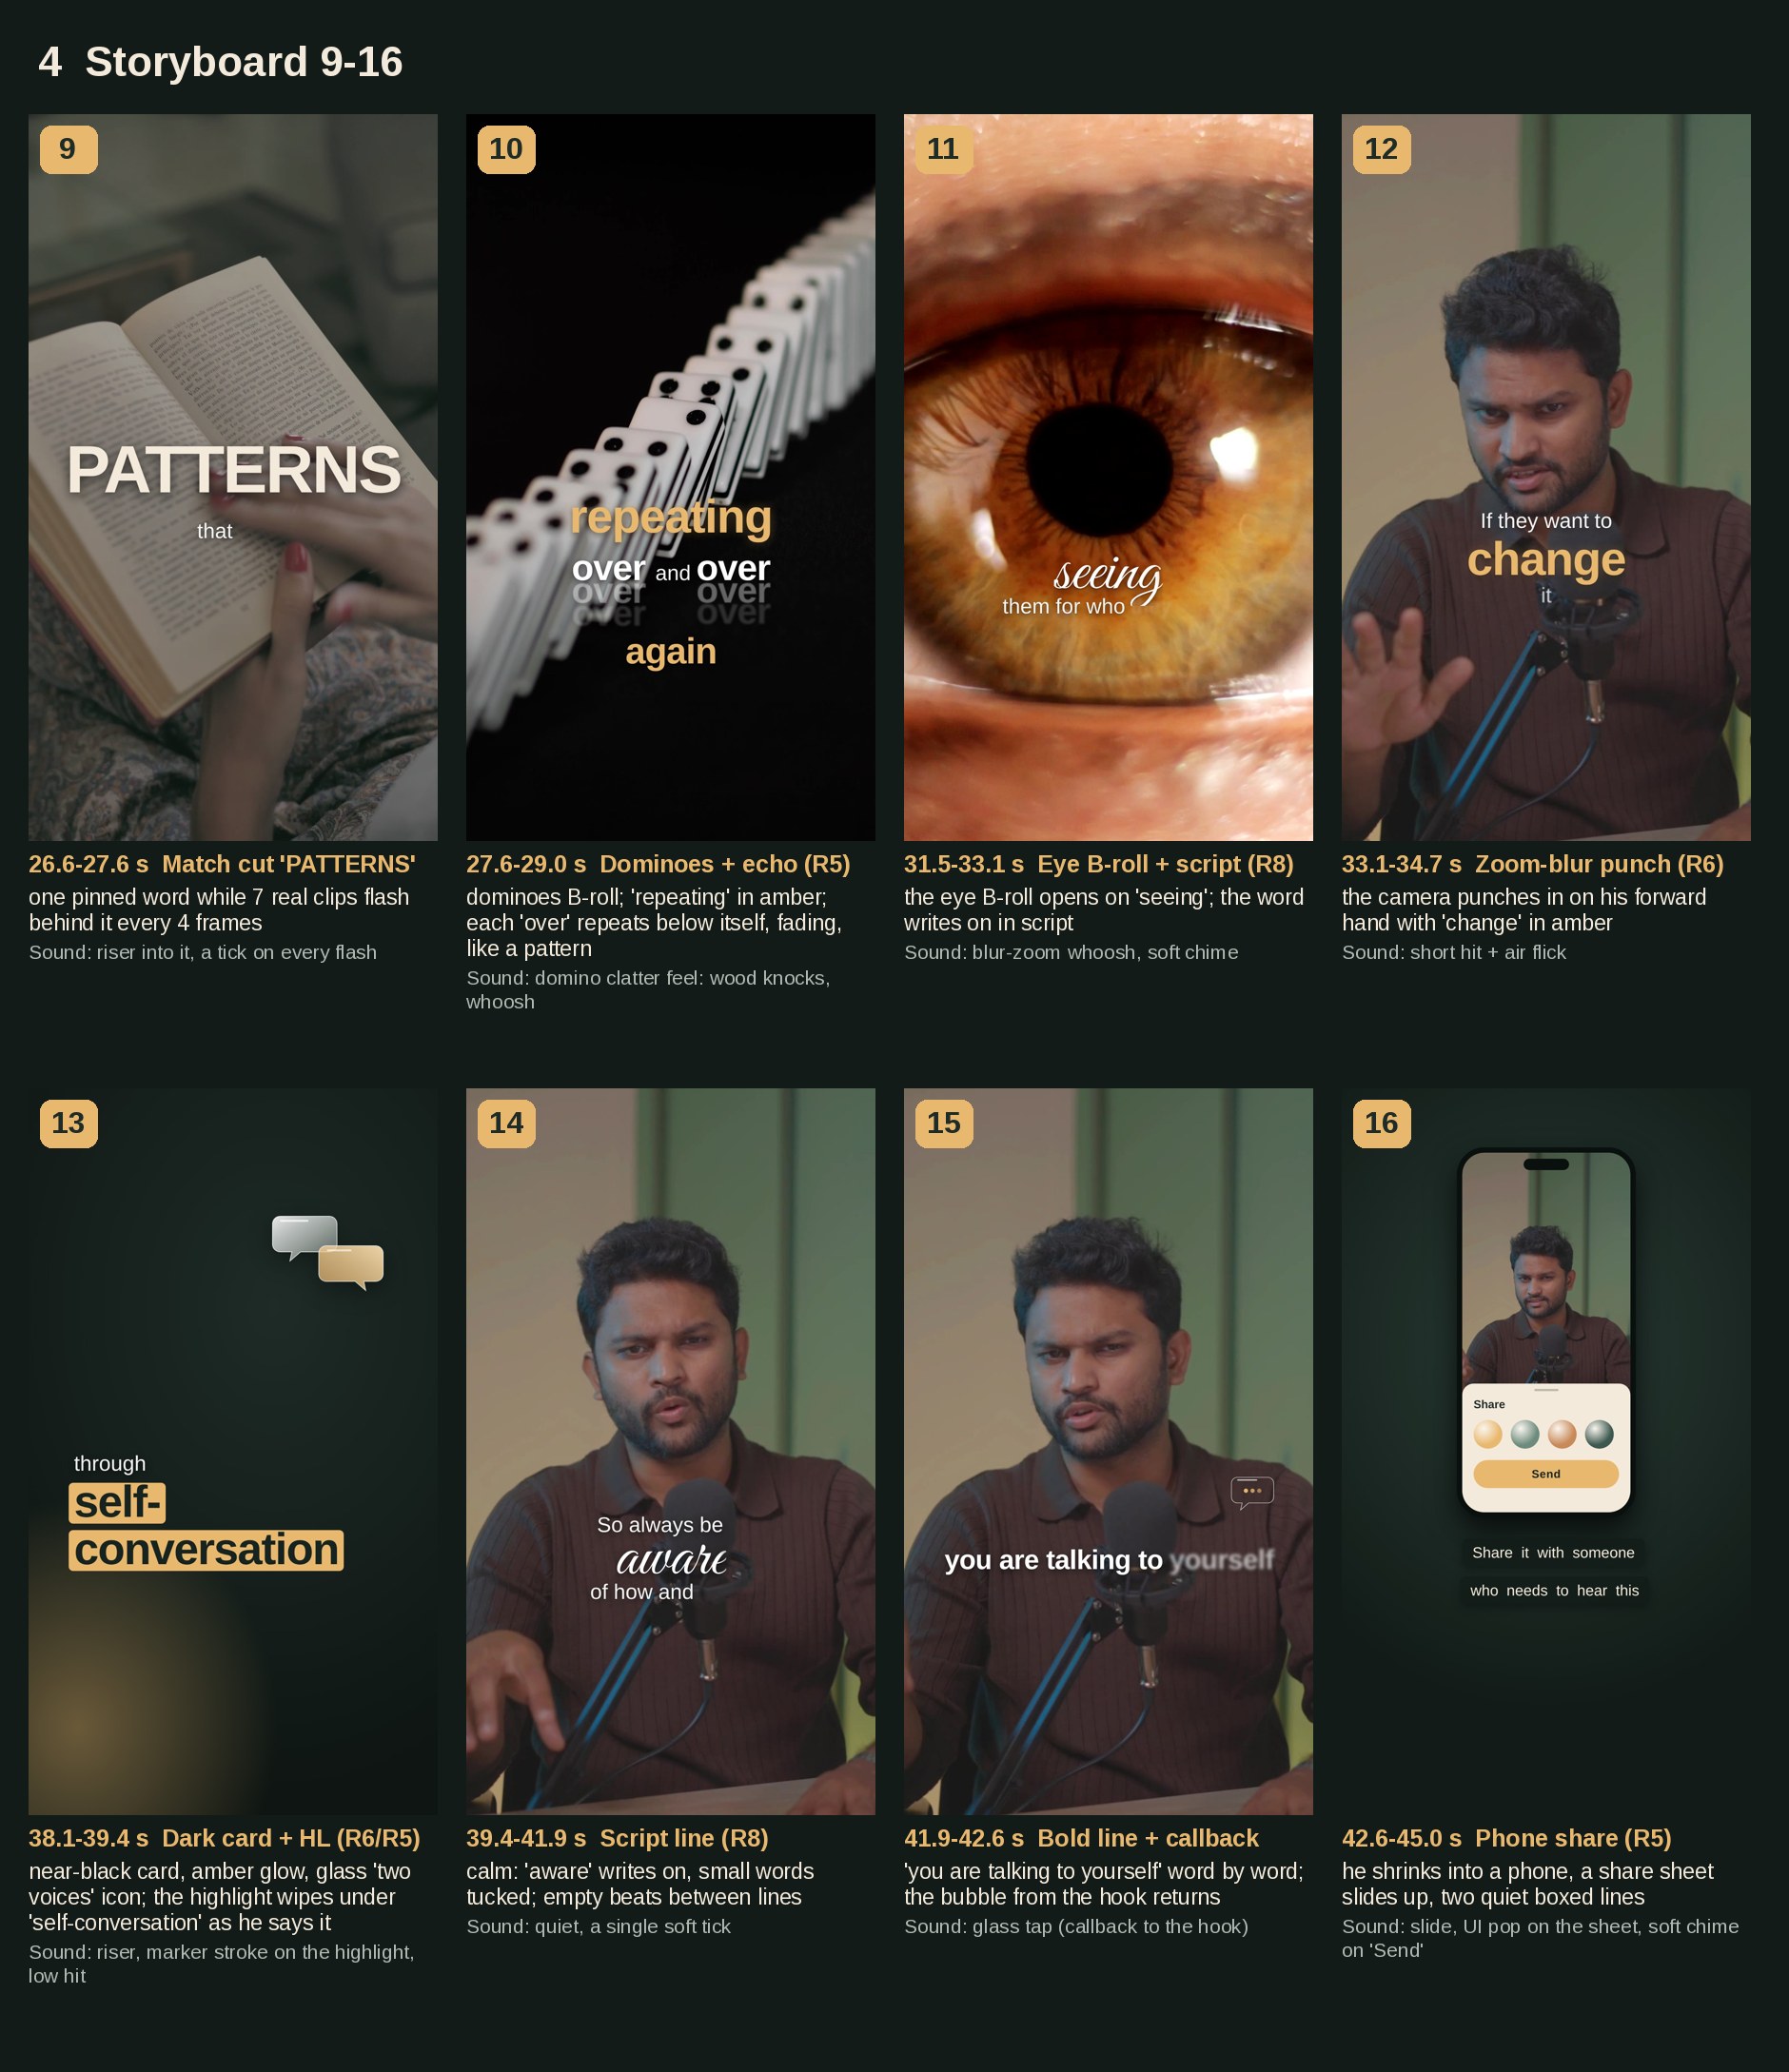 4 Storyboard 9-16
9
PATTERNS
that
26.6-27.6 s Match cut 'PATTERNS'
one pinned word while 7 real clips flash
behind it every 4 frames
Sound: riser into it, a tick on every flash
10
repeating
over and over
over over
over over
again
27.6-29.0 s Dominoes + echo (R5)
dominoes B-roll; 'repeating' in amber;
each 'over' repeats below itself, fading,
like a pattern
Sound: domino clatter feel: wood knocks,
whoosh
11
seeing
them for who
31.5-33.1 s Eye B-roll + script (R8)
the eye B-roll opens on 'seeing'; the word
writes on in script
Sound: blur-zoom whoosh, soft chime
12
If they want to
change
it
33.1-34.7 s Zoom-blur punch (R6)
the camera punches in on his forward
hand with 'change' in amber
Sound: short hit + air flick
13
through
self-
conversation
38.1-39.4 s Dark card + HL (R6/R5)
near-black card, amber glow, glass 'two
voices' icon; the highlight wipes under
'self-conversation' as he says it
Sound: riser, marker stroke on the highlight,
low hit
14
So always be
aware
of how and
39.4-41.9 s Script line (R8)
calm: 'aware' writes on, small words
tucked; empty beats between lines
Sound: quiet, a single soft tick
15
you are talking to yourself
41.9-42.6 s Bold line + callback
'you are talking to yourself' word by word;
the bubble from the hook returns
Sound: glass tap (callback to the hook)
16
Share
Send
Share it with someone
who needs to hear this
42.6-45.0 s Phone share (R5)
he shrinks into a phone, a share sheet
slides up, two quiet boxed lines
Sound: slide, UI pop on the sheet, soft chime
on 'Send'